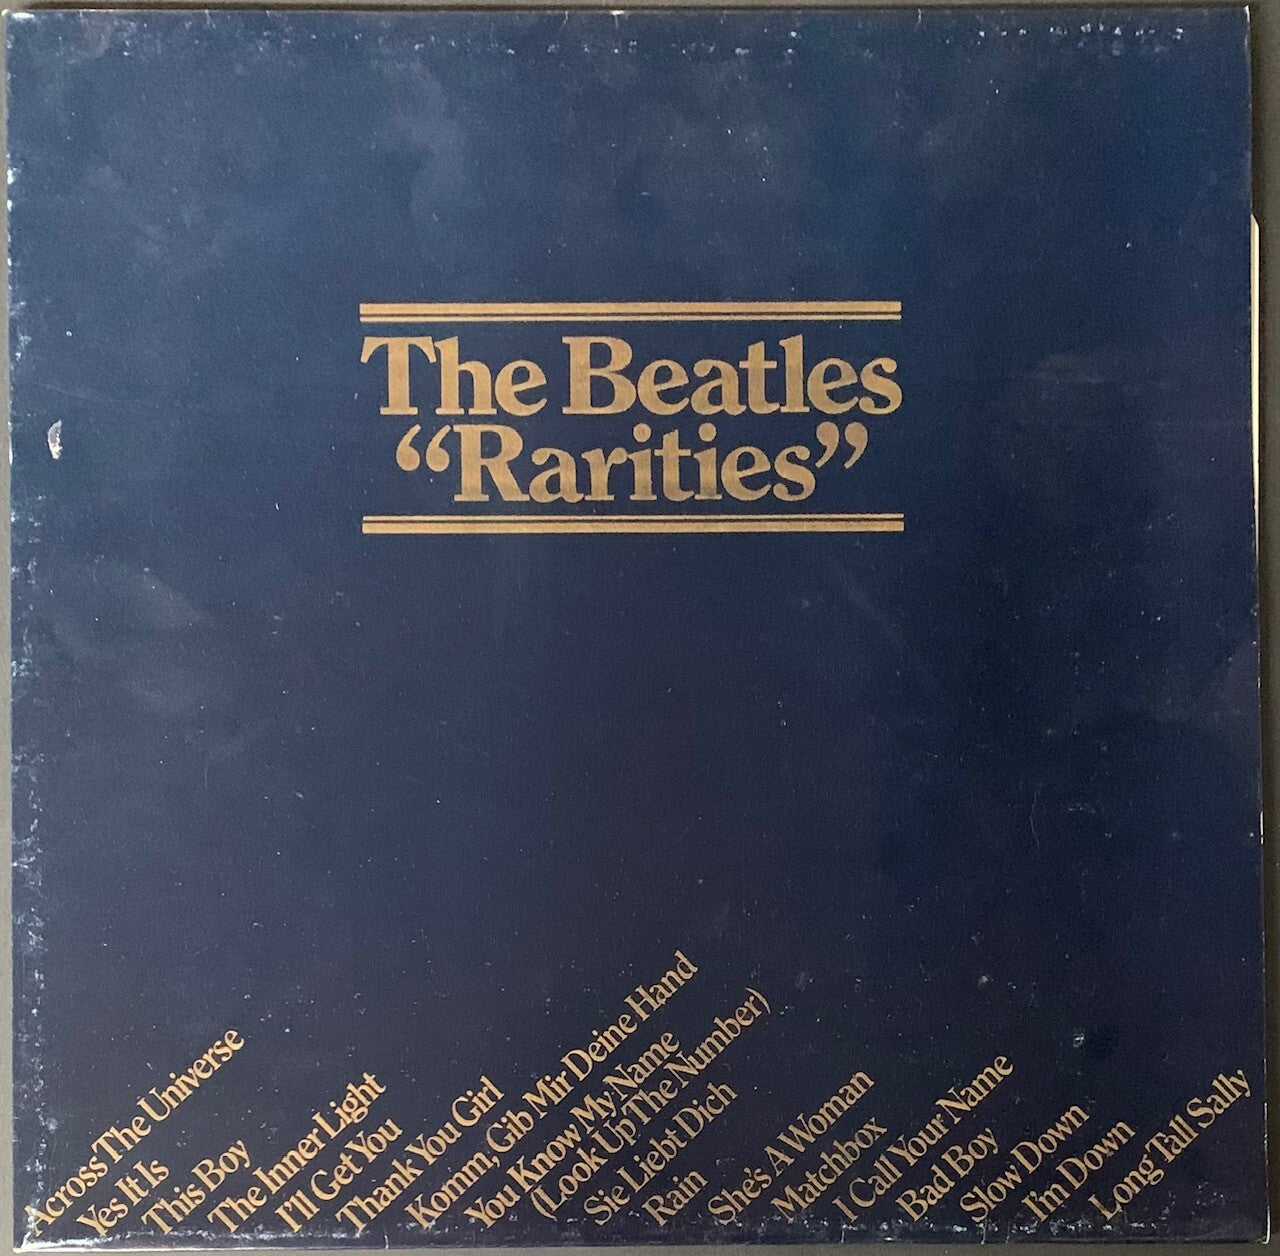 The Beatles
“Rarities”
Across The Universe
Yes It Is
This Boy
The Inner Light
I'll Get You
Thank You Girl
Komm, Gib Mir Deine Hand
You Know My Name
(Look Up The Number)
Sie Liebt Dich
Rain
She's A Woman
Matchbox
I Call Your Name
Bad Boy
Slow Down
I'm Down
Long Tall Sally